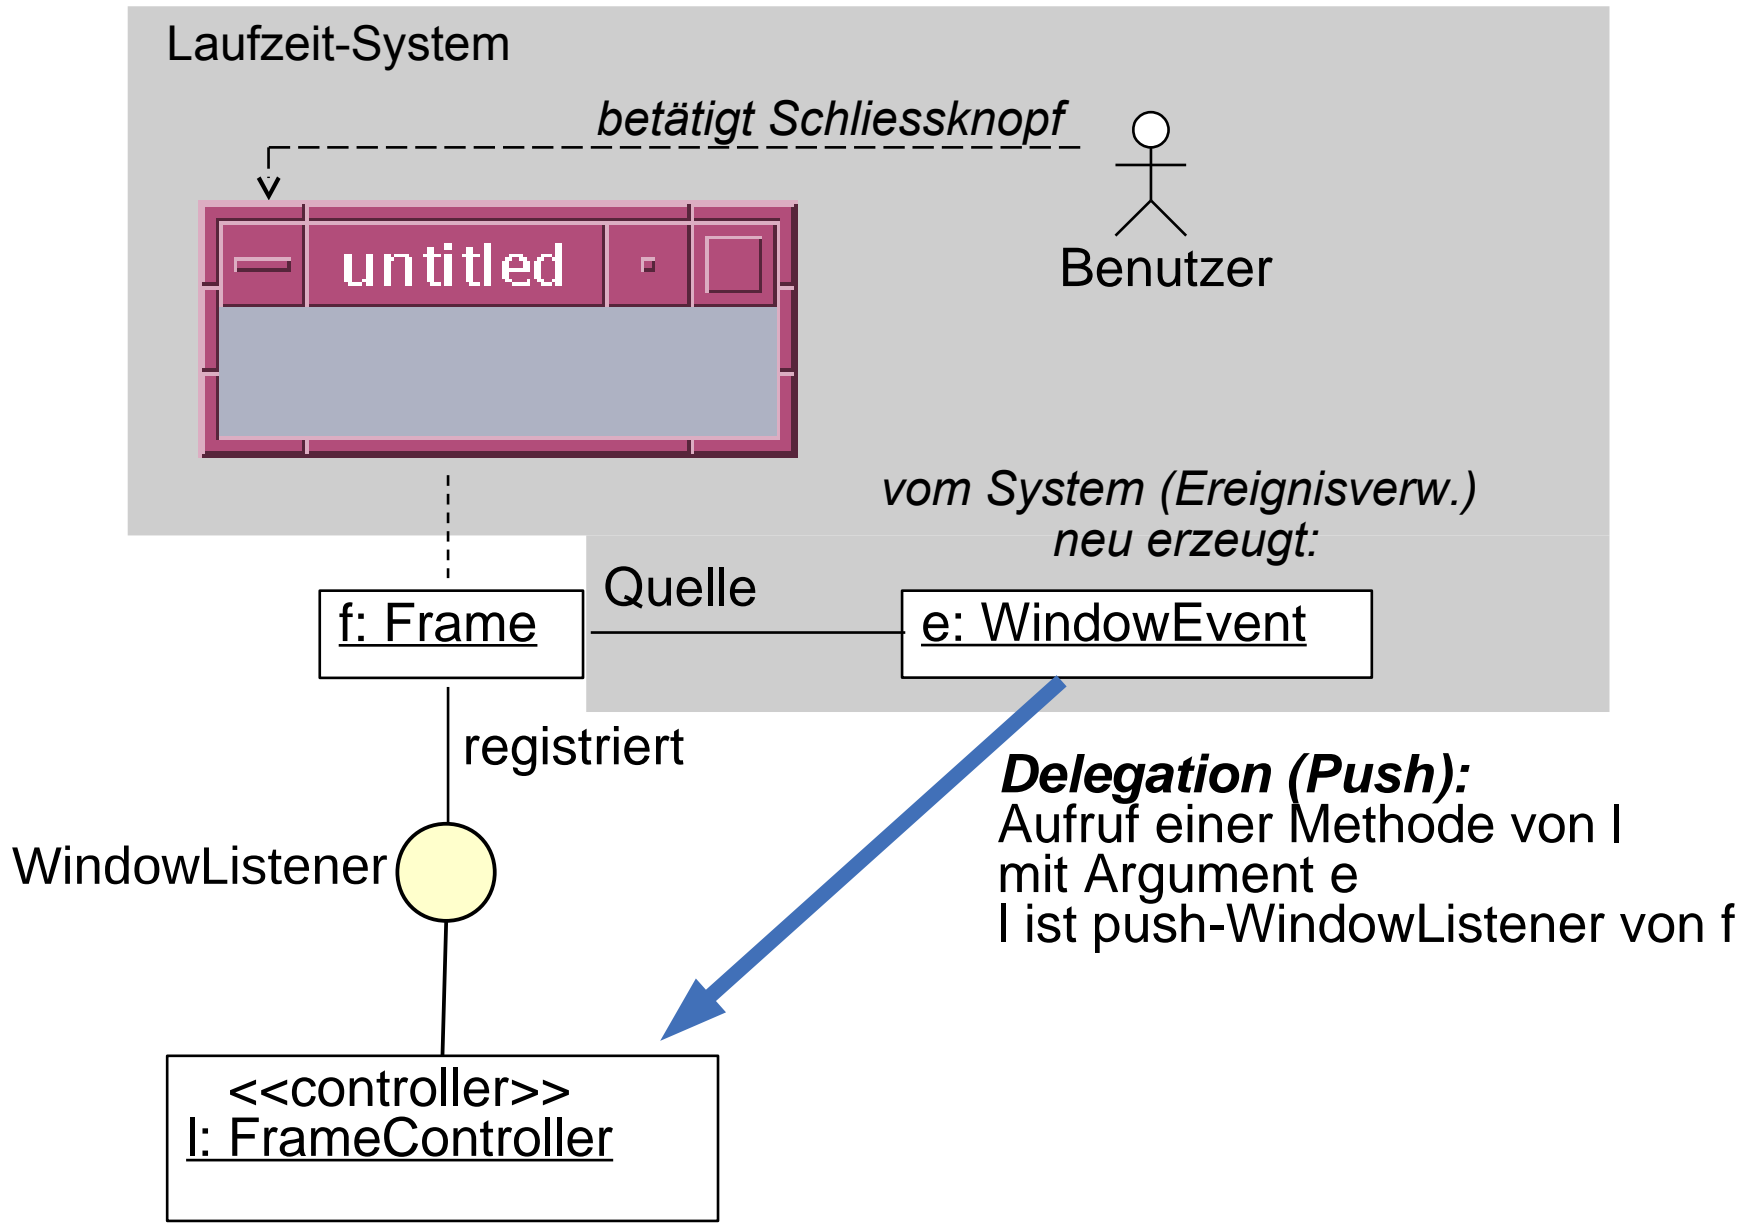 Laufzeit-System
betätigt Schliessknopf
untitled
Benutzer
vom System (Ereignisverw.)
neu erzeugt:
Quelle
f: Frame
e: WindowEvent
registriert
Delegation (Push):
Aufruf einer Methode von l
mit Argument e
l ist push-WindowListener von f
WindowListener
<<controller>>
l: FrameController